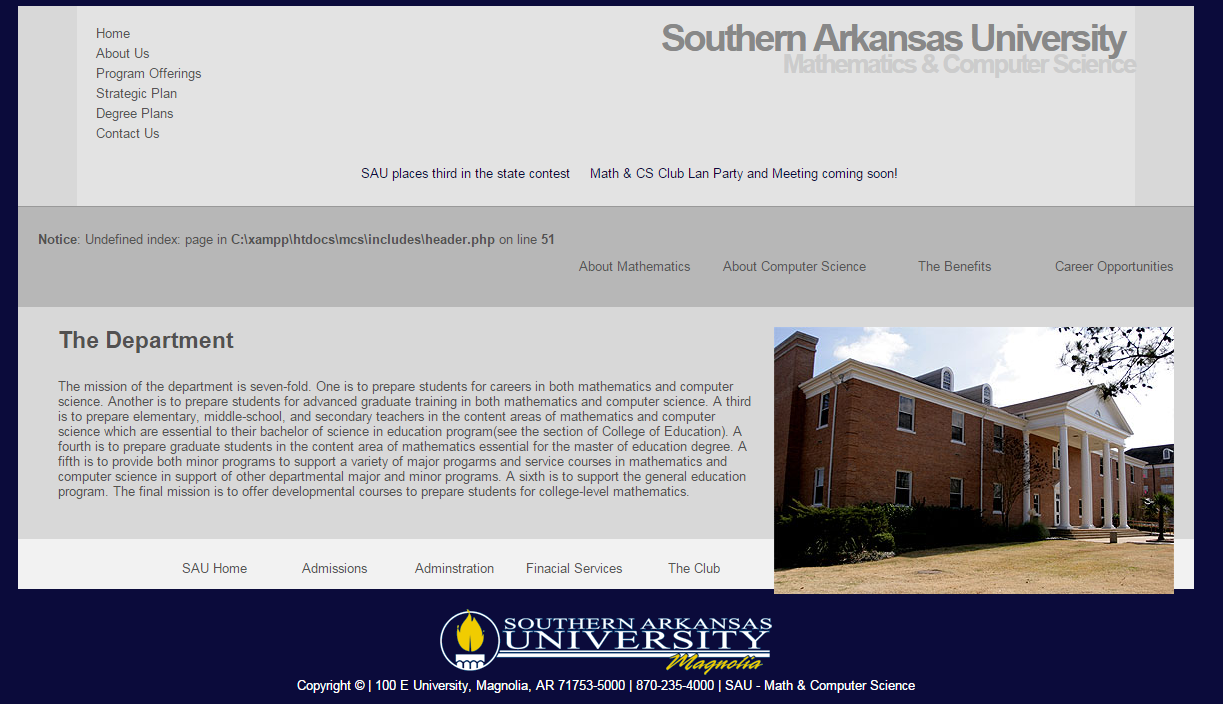 Home
About Us
Program Offerings
Strategic Plan
Degree Plans
Contact Us
Southern Arkansas University
Mathematics & Computer Science
SAU places third in the state contest Math & CS Club Lan Party and Meeting coming soon!
Notice: Undefined index: page in C:\xampp\htdocs\mcs\includes\header.php on line 51
About Mathematics About Computer Science The Benefits Career Opportunities
The Department
The mission of the department is seven-fold. One is to prepare students for careers in both mathematics and computer
science. Another is to prepare students for advanced graduate training in both mathematics and computer science. A third
is to prepare elementary, middle-school, and secondary teachers in the content areas of mathematics and computer
science which are essential to their bachelor of science in education program(see the section of College of Education). A
fourth is to prepare graduate students in the content area of mathematics essential for the master of education degree. A
fifth is to provide both minor programs to support a variety of major progarms and service courses in mathematics and
computer science in support of other departmental major and minor programs. A sixth is to support the general education
program. The final mission is to offer developmental courses to prepare students for college-level mathematics.
SAU Home Admissions Adminstration Finacial Services The Club
SOUTHERN ARKANSAS
UNIVERSITY
Magnolia
Copyright © | 100 E University, Magnolia, AR 71753-5000 | 870-235-4000 | SAU - Math & Computer Science